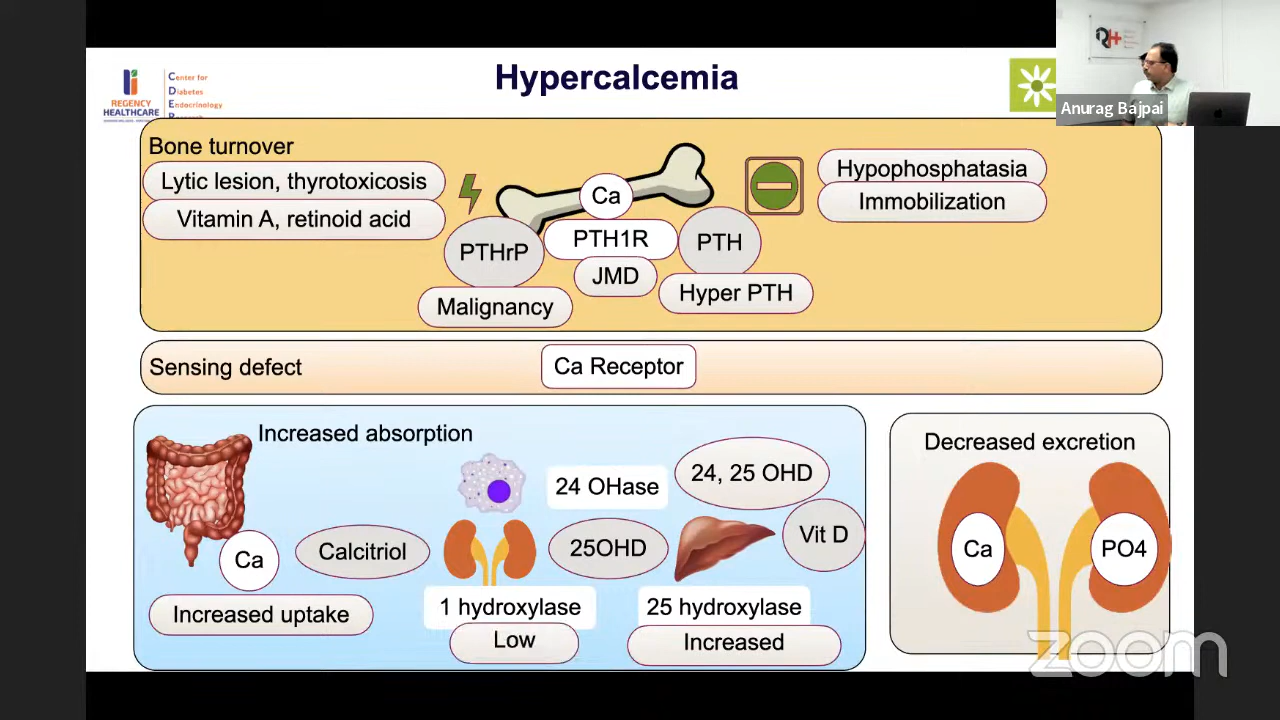 Hypercalcemia
REGENCY
HEALTHCARE
Center for
Diabetes
Endocrinology
Anurag Bajpai
Bone turnover
Lytic lesion, thyrotoxicosis
Vitamin A, retinoid acid
Ca
Hypophosphatasia
Immobilization
PTHrP
PTH1R
PTH
JMD
Malignancy
Hyper PTH
Sensing defect
Ca Receptor
Increased absorption
24 OHase
24, 25 OHD
Ca
Calcitriol
25OHD
Vit D
Increased uptake
1 hydroxylase
25 hydroxylase
Low
Increased
Decreased excretion
Ca
PO4
zoom